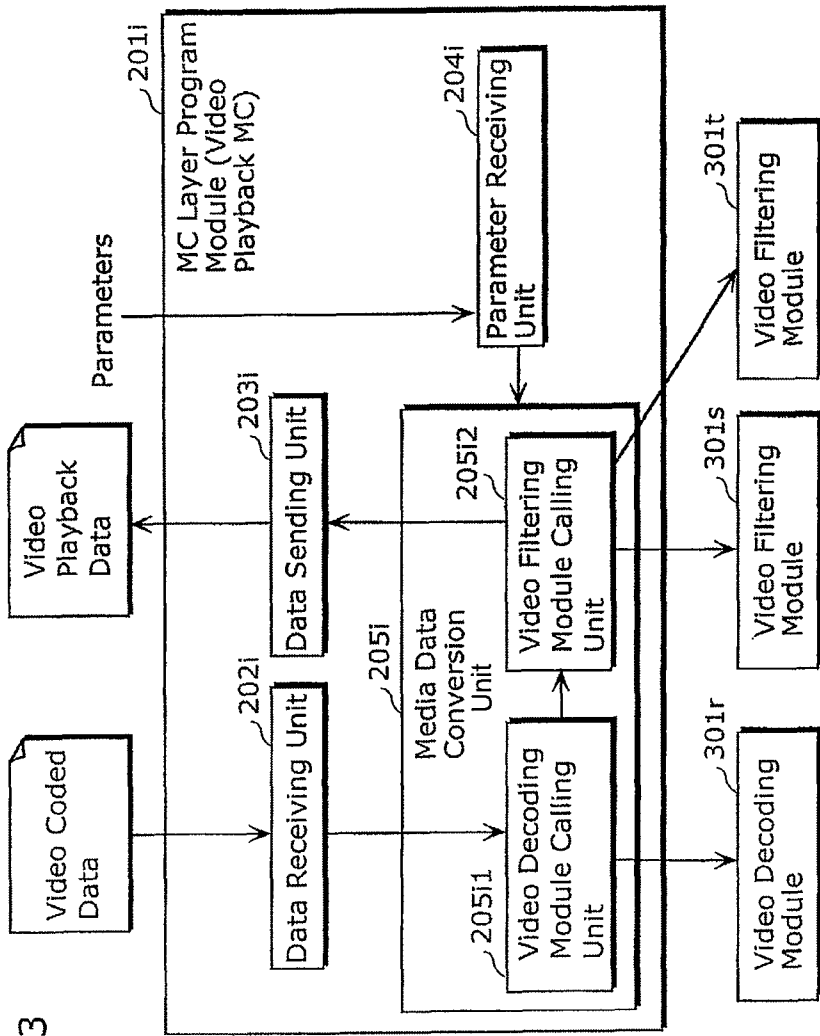 3
Video Coded
Data
Video
Playback
Data
Parameters
201i
MC Layer Program
Module (Video
Playback MC)
202i
Data Receiving Unit
203i
Data Sending Unit
204i
Parameter Receiving
Unit
205i
Media Data
Conversion
Unit
205i1
Video Decoding
Module Calling
Unit
205i2
Video Filtering
Module Calling
Unit
301r
Video Decoding
Module
301s
Video Filtering
Module
301t
Video Filtering
Module